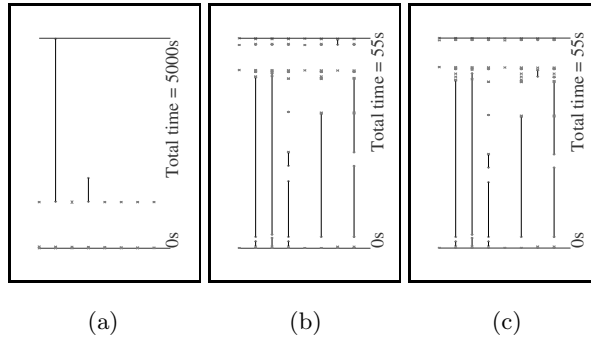 Total time = 5000s
0s
Total time = 55s
0s
Total time = 55s
0s
(a)
(b)
(c)